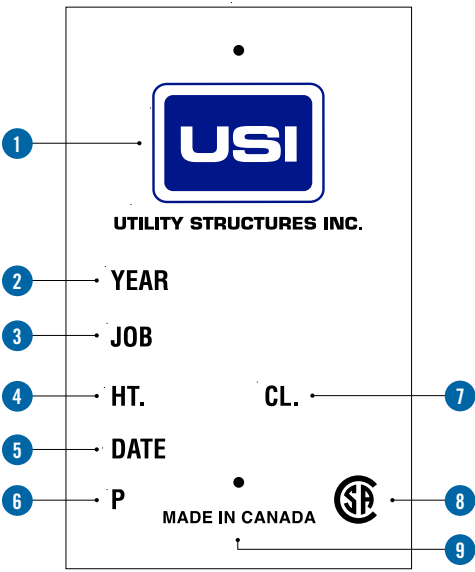 USI
1
UTILITY STRUCTURES INC.
2 YEAR
3 JOB
4 HT. CL. 7
5 DATE
6 P MADE IN CANADA CSA 8
9